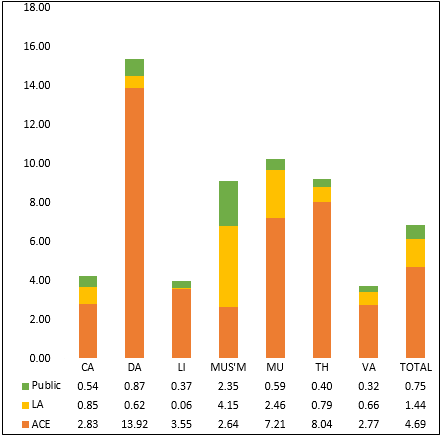 18.00
16.00
14.00
12.00
10.00
8.00
6.00
4.00
2.00
0.00
CA DA LI MUS'M MU TH VA TOTAL
Public 0.54 0.87 0.37 2.35 0.59 0.40 0.32 0.75
LA 0.85 0.62 0.06 4.15 2.46 0.79 0.66 1.44
ACE 2.83 13.92 3.55 2.64 7.21 8.04 2.77 4.69